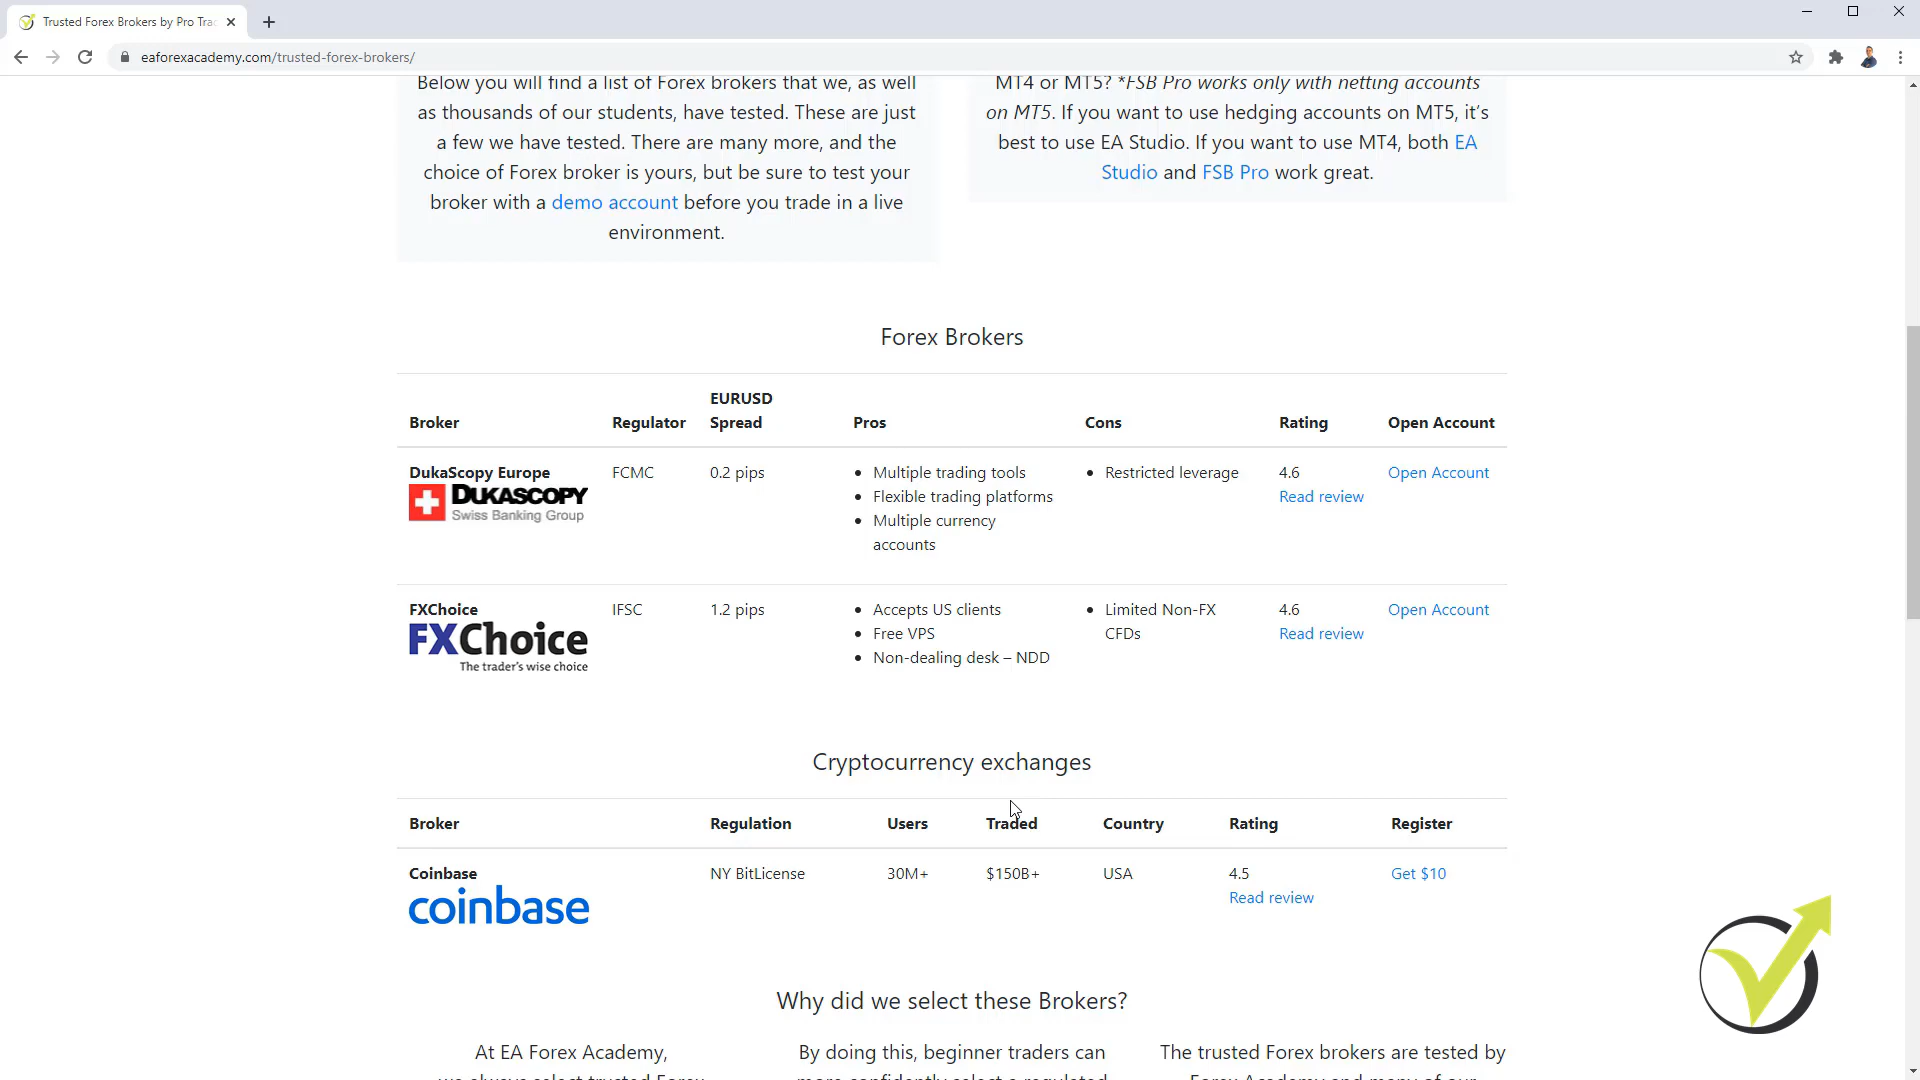 Trusted Forex Brokers by Pro Tra
eaforexacademy.com/trusted-forex-brokers/
Below you will find a list of Forex brokers that we, as well
as thousands of our students, have tested. These are just
a few we have tested. There are many more, and the
choice of Forex broker is yours, but be sure to test your
broker with a demo account before you trade in a live
environment.
MT4 or MT5? *FSB Pro works only with netting accounts
on MT5. If you want to use hedging accounts on MT5, it's
best to use EA Studio. If you want to use MT4, both EA
Studio and FSB Pro work great.
Forex Brokers
Broker Regulator EURUSD Spread Pros Cons Rating Open Account
DukaScopy Europe FCMC 0.2 pips • Multiple trading tools • Restricted leverage 4.6 Open Account
DUKASCOPY • Flexible trading platforms Read review
Swiss Banking Group • Multiple currency
accounts
FXChoice IFSC 1.2 pips • Accepts US clients • Limited Non-FX 4.6 Open Account
FXChoice • Free VPS CFDs Read review
The trader's wise choice • Non-dealing desk – NDD
Cryptocurrency exchanges
Broker Regulation Users Traded Country Rating Register
Coinbase NY BitLicense 30M+ $150B+ USA 4.5 Get $10
coinbase Read review
Why did we select these Brokers?
At EA Forex Academy,
By doing this, beginner traders can
The trusted Forex brokers are tested by